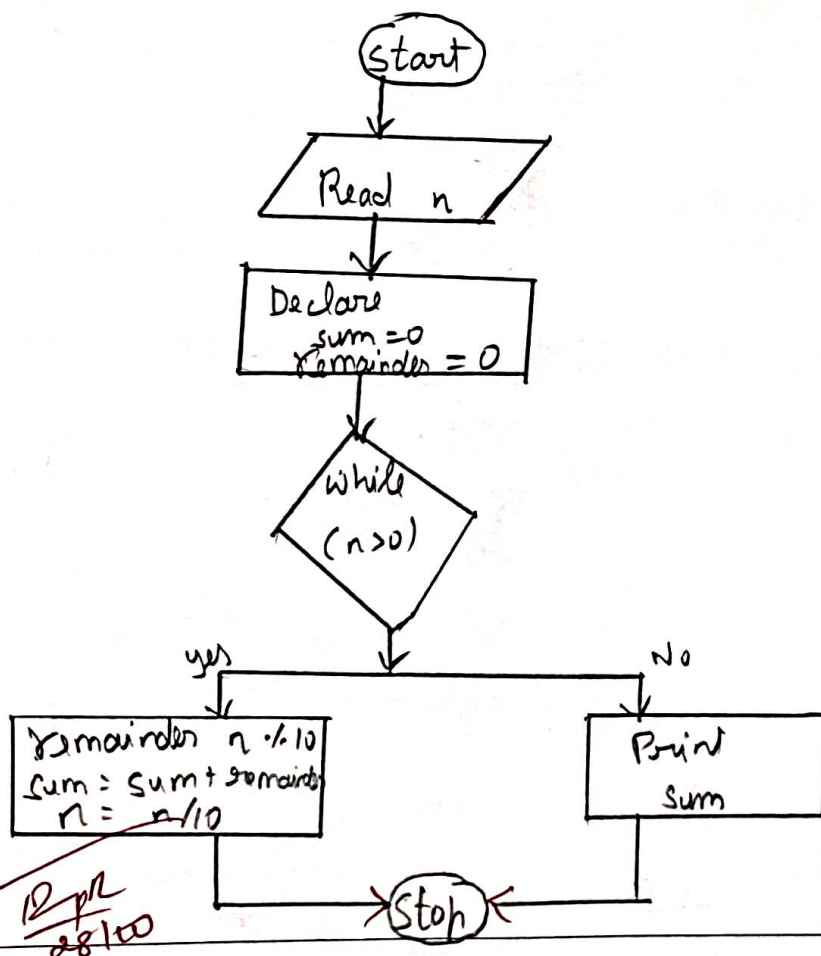 start
Read n
Declare
sum = 0
remainder = 0
while
(n>0)
yes
No
remainder n % 10
sum = sum + remainder
n = n/10
Print
sum
Stop